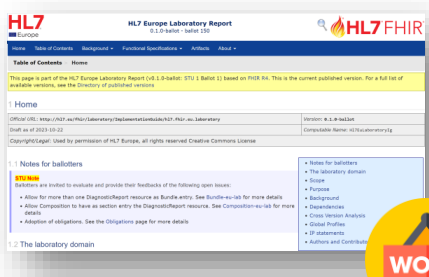 HL7
Europe
HL7 Europe Laboratory Report
0.1.0-ballot - ballot 150
HL7 FHIR
Home Table of Contents Background Functional Specifications Artifacts About
Table of Contents Home
This page is part of the HL7 Europe Laboratory Report (v0.1.0-ballot: STU 1 Ballot 1) based on FHIR R4. This is the current published version. For a full list of
available versions, see the Directory of published versions
1 Home
Official URL: http://hl7.eu/fhir/laboratory/ImplementationGuide/hl7.fhir.eu.laboratory Version: 0.1.0-ballot
Draft as of 2023-10-22 Computable Name: Hl7EuLaboratoryIg
Copyright/Legal: Used by permission of HL7 Europe, all rights reserved Creative Commons License
1.1 Notes for ballotters
STU Note
Ballotters are invited to evaluate and provide their feedbacks of the following open issues:
• Allow for more than one DiagnosticReport resource as Bundle.entry. See Bundle-eu-lab for more
details
• Allow Composition to have as section entry the DiagnosticReport resource. See Composition-eu-lab for more
details
• Adoption of obligations. See the Obligations page for more details
• Notes for ballotters
• The laboratory domain
• Scope
• Purpose
• Background
• Dependencies
• Cross Version Analysis
• Global Profiles
• IP statements
• Authors and Contribut
1.2 The laboratory domain
WO